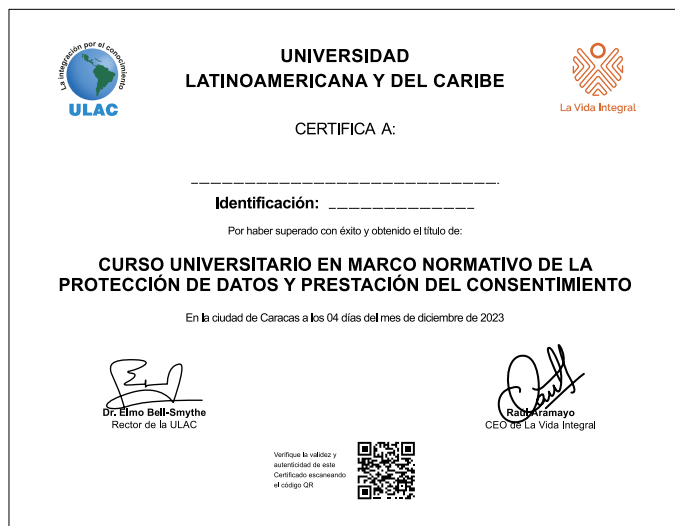 La integración por el conocimiento
ULAC
UNIVERSIDAD
LATINOAMERICANA Y DEL CARIBE
La Vida Integral
CERTIFICA A:
Identificación:
Por haber superado con éxito y obtenido el título de:
CURSO UNIVERSITARIO EN MARCO NORMATIVO DE LA
PROTECCIÓN DE DATOS Y PRESTACIÓN DEL CONSENTIMIENTO
En la ciudad de Caracas a los 04 días del mes de diciembre de 2023
Dr. Elmo Bell-Smythe
Rector de la ULAC
Raúl Aramayo
CEO de La Vida Integral
Verifique la validez y
autenticidad de este
Certificado escaneando
el código QR